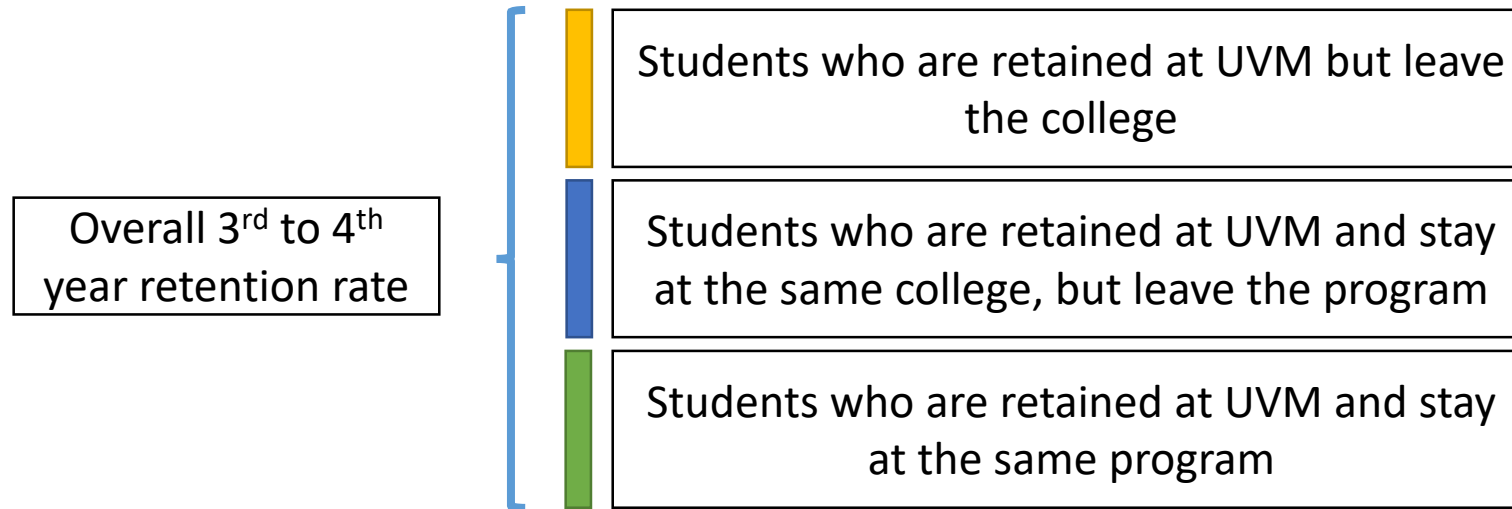 Students who are retained at UVM but leave
the college
Overall 3rd to 4th
year retention rate
Students who are retained at UVM and stay
at the same college, but leave the program
Students who are retained at UVM and stay
at the same program